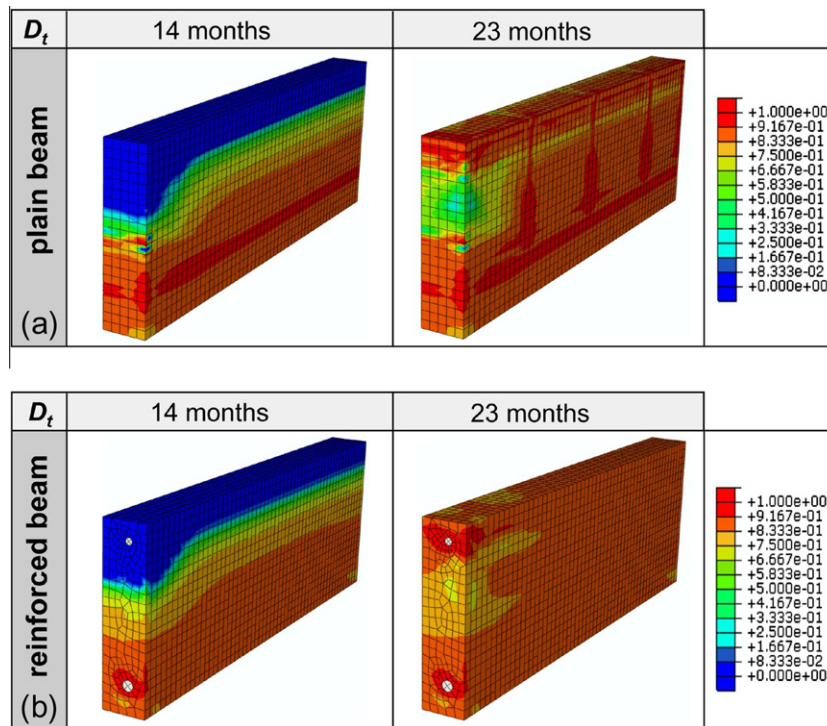 Dt 14 months 23 months
plain beam
(a)
+1.000e+00
+9.167e-01
+8.333e-01
+7.500e-01
+6.667e-01
+5.833e-01
+5.000e-01
+4.167e-01
+3.333e-01
+2.500e-01
+1.667e-01
+8.333e-02
+0.000e+00
Dt 14 months 23 months
reinforced beam
(b)
+1.000e+00
+9.167e-01
+8.333e-01
+7.500e-01
+6.667e-01
+5.833e-01
+5.000e-01
+4.167e-01
+3.333e-01
+2.500e-01
+1.667e-01
+8.333e-02
+0.000e+00